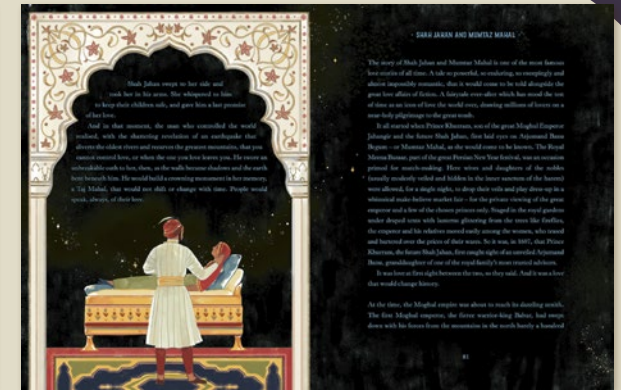 Shah Jahan swept to her side and
took her in his arms. She whispered to him
to keep their children safe, and gave him a last promise
of her love.
And in that moment, the man who controlled the world
realised, with the shattering revelation of an earthquake that
diverts the oldest rivers and resurrects the greatest mountains, that you
cannot control love, or when the one you love leaves you. He swore an
unbreakable oath to her, then, as the walls became shadows and the earth
bent beneath him. He would build a crowning monument in her memory,
a Taj Mahal, that would not shift or change with time. People would
speak, always, of their love.
SHAH JAHAN AND MUMTAZ MAHAL
The story of Shah Jahan and Mumtaz Mahal is one of the most famous
love stories of all time. A tale so powerful, so enduring, so sweepingly and
almost impossibly romantic, that it would come to be told alongside the
great love affairs of fiction. A fairytale ever-after which has stood the test
of time as an icon of love the world over, drawing millions of lovers on a
near-holy pilgrimage to the great tomb.
It all started when Prince Khurram, son of the great Mughal Emperor
Jahangir and the future Shah Jahan, first laid eyes on Arjumand Banu
Begum – or Mumtaz Mahal, as she would come to be known. The Royal
Meena Bazaar, part of the great Persian New Year festival, was an occasion
primed for match-making. Here wives and daughters of the nobles
(usually modestly veiled and hidden in the inner sanctum of the harem)
were allowed, for a single night, to drop their veils and play dress-up in a
whimsical make-believe market fair – for the private viewing of the great
emperor and a few of the chosen princes only. Staged in the royal gardens
under draped tents with lanterns glittering from the trees like fireflies,
the emperor and his relatives moved easily among the women, who teased
and bartered over the prices of their wares. So it was, in 1607, that Prince
Khurram, the future Shah Jahan, first caught sight of an unveiled Arjumand
Banu, granddaughter of one of the royal family's most trusted advisors.
It was love at first sight between the two, so they said. And it was a love
that would change history.
At the time, the Mughal empire was about to reach its dazzling zenith.
The first Mughal emperor, the fierce warrior-king Babur, had swept
down with his forces from the mountains in the north barely a hundred
81